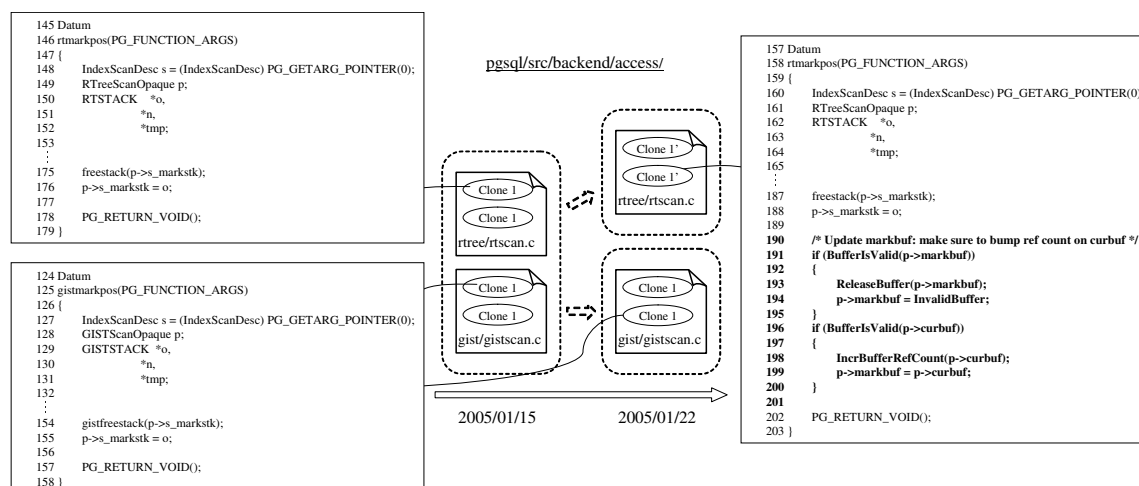 145 Datum
146 rtmarkpos(PG_FUNCTION_ARGS)
147 {
148 IndexScanDesc s = (IndexScanDesc) PG_GETARG_POINTER(0);
149 RTreeScanOpaque p;
150 RTSTACK *o,
151 *n,
152 *tmp;
153
⋮
175 freestack(p->s_markstk);
176 p->s_markstk = o;
177
178 PG_RETURN_VOID();
179 }
124 Datum
125 gistmarkpos(PG_FUNCTION_ARGS)
126 {
127 IndexScanDesc s = (IndexScanDesc) PG_GETARG_POINTER(0);
128 GISTScanOpaque p;
129 GISTSTACK *o,
130 *n,
131 *tmp;
132
⋮
154 gistfreestack(p->s_markstk);
155 p->s_markstk = o;
156
157 PG_RETURN_VOID();
158 }
pgsql/src/backend/access/
Clone 1
Clone 1
rtree/rtscan.c
Clone 1
Clone 1
gist/gistscan.c
Clone 1’
Clone 1’
rtree/rtscan.c
Clone 1
Clone 1
gist/gistscan.c
2005/01/15
2005/01/22
157 Datum
158 rtmarkpos(PG_FUNCTION_ARGS)
159 {
160 IndexScanDesc s = (IndexScanDesc) PG_GETARG_POINTER(0)
161 RTreeScanOpaque p;
162 RTSTACK *o,
163 *n,
164 *tmp;
165
⋮
187 freestack(p->s_markstk);
188 p->s_markstk = o;
189
190 /* Update markbuf: make sure to bump ref count on curbuf */
191 if (BufferIsValid(p->markbuf))
192 {
193 ReleaseBuffer(p->markbuf);
194 p->markbuf = InvalidBuffer;
195 }
196 if (BufferIsValid(p->curbuf))
197 {
198 IncrBufferRefCount(p->curbuf);
199 p->markbuf = p->curbuf;
200 }
201
202 PG_RETURN_VOID();
203 }